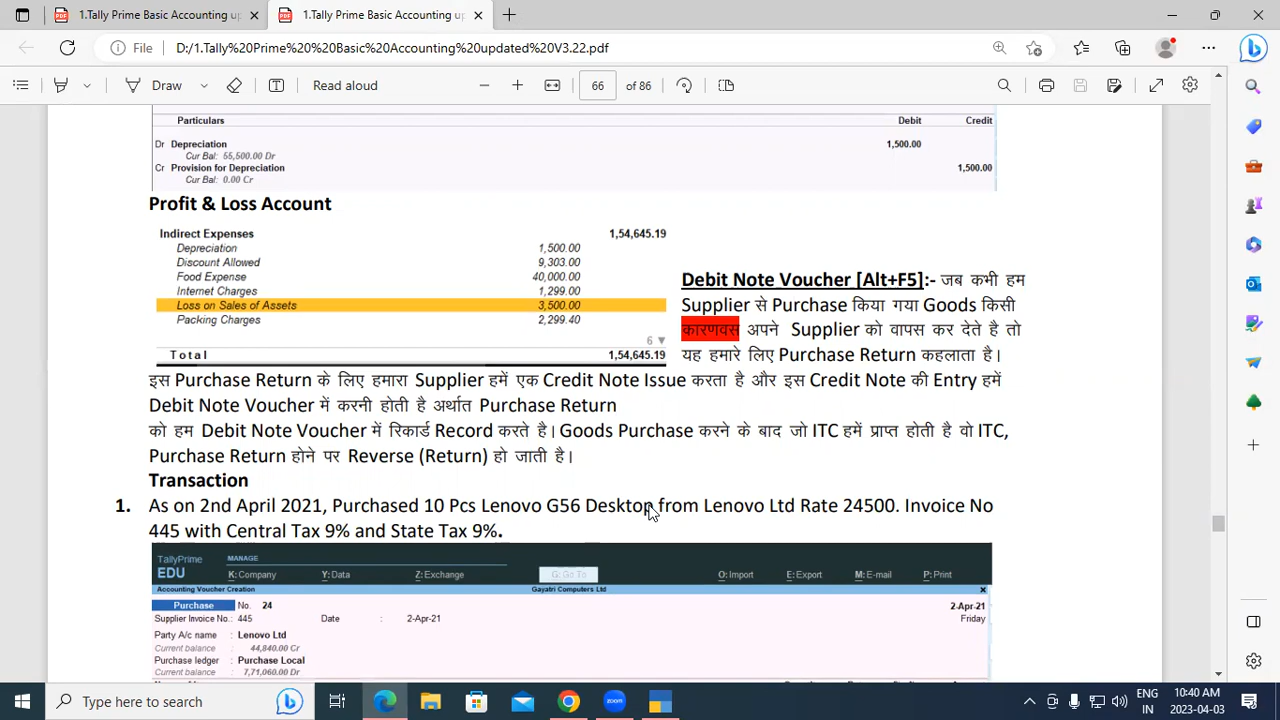 1.Tally Prime Basic Accounting up
1.Tally Prime Basic Accounting up
File
D:/1.Tally%20Prime%20%20Basic%20Accounting%20updated%20V3.22.pdf
Draw
Read aloud
66 of 86
Particulars Debit Credit
Dr Depreciation 1,500.00
Cur Bal: 55,500.00 Dr
Cr Provision for Depreciation 1,500.00
Cur Bal: 0.00 Cr
Profit & Loss Account
Indirect Expenses 1,54,645.19
Depreciation 1,500.00
Discount Allowed 9,303.00
Food Expense 40,000.00
Internet Charges 1,299.00
Loss on Sales of Assets 3,500.00
Packing Charges 2,299.40
6 ▼
Total 1,54,645.19
Debit Note Voucher [Alt+F5]:- जब कभी हम
Supplier से Purchase किया गया Goods किसी
कारणवस अपने Supplier को वापस कर देते है तो
यह हमारे लिए Purchase Return कहलाता है।
इस Purchase Return के लिए हमारा Supplier हमें एक Credit Note Issue करता है और इस Credit Note की Entry हमें
Debit Note Voucher में करनी होती है अर्थात Purchase Return
को हम Debit Note Voucher में रिकार्ड Record करते है। Goods Purchase करने के बाद जो ITC हमें प्राप्त होती है वो ITC,
Purchase Return होने पर Reverse (Return) हो जाती है।
Transaction
1. As on 2nd April 2021, Purchased 10 Pcs Lenovo G56 Desktop from Lenovo Ltd Rate 24500. Invoice No
445 with Central Tax 9% and State Tax 9%.
TallyPrime MANAGE
EDU K:Company Y:Data Z:Exchange G: Go To O:Import E:Export M:E-mail P:Print
Accounting Voucher Creation Gayatri Computers Ltd
Purchase No. 24 2-Apr-21
Supplier Invoice No.: 445 Date : 2-Apr-21 Friday
Party A/c name : Lenovo Ltd
Current balance : 44,840.00 Cr
Purchase ledger : Purchase Local
Current balance : 7,71,060.00 Dr
Type here to search
ENG
IN
10:40 AM
2023-04-03